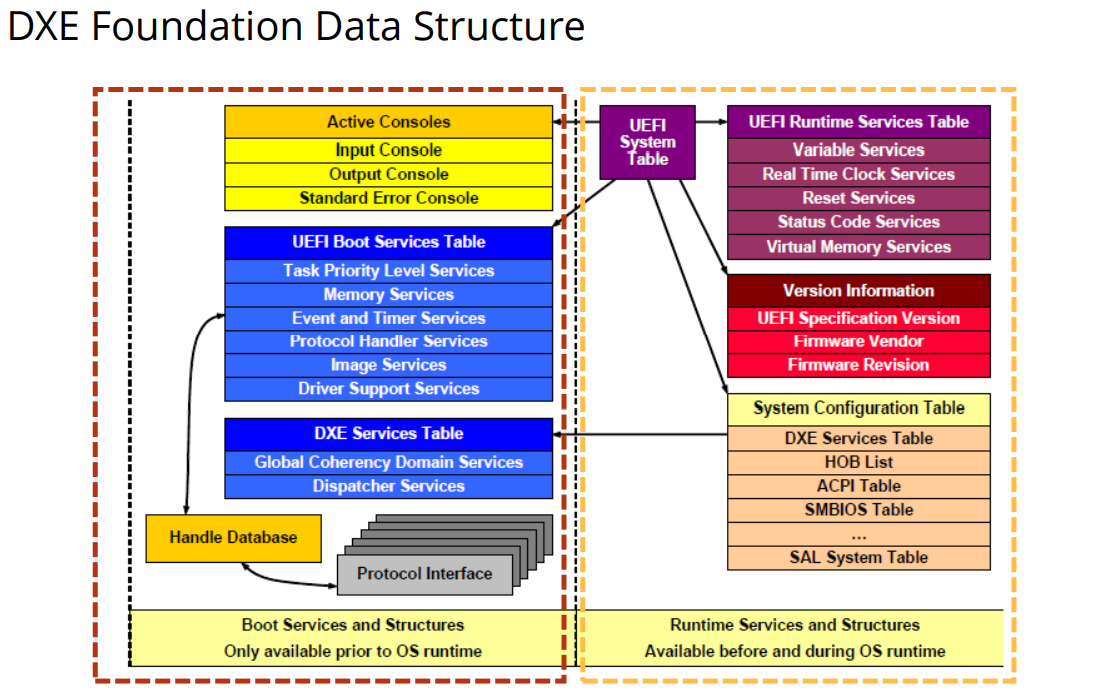 DXE Foundation Data Structure
Active Consoles
Input Console
Output Console
Standard Error Console
UEFI Boot Services Table
Task Priority Level Services
Memory Services
Event and Timer Services
Protocol Handler Services
Image Services
Driver Support Services
DXE Services Table
Global Coherency Domain Services
Dispatcher Services
Handle Database
Protocol Interface
Boot Services and Structures
Only available prior to OS runtime
UEFI
System
Table
UEFI Runtime Services Table
Variable Services
Real Time Clock Services
Reset Services
Status Code Services
Virtual Memory Services
Version Information
UEFI Specification Version
Firmware Vendor
Firmware Revision
System Configuration Table
DXE Services Table
HOB List
ACPI Table
SMBIOS Table
...
SAL System Table
Runtime Services and Structures
Available before and during OS runtime